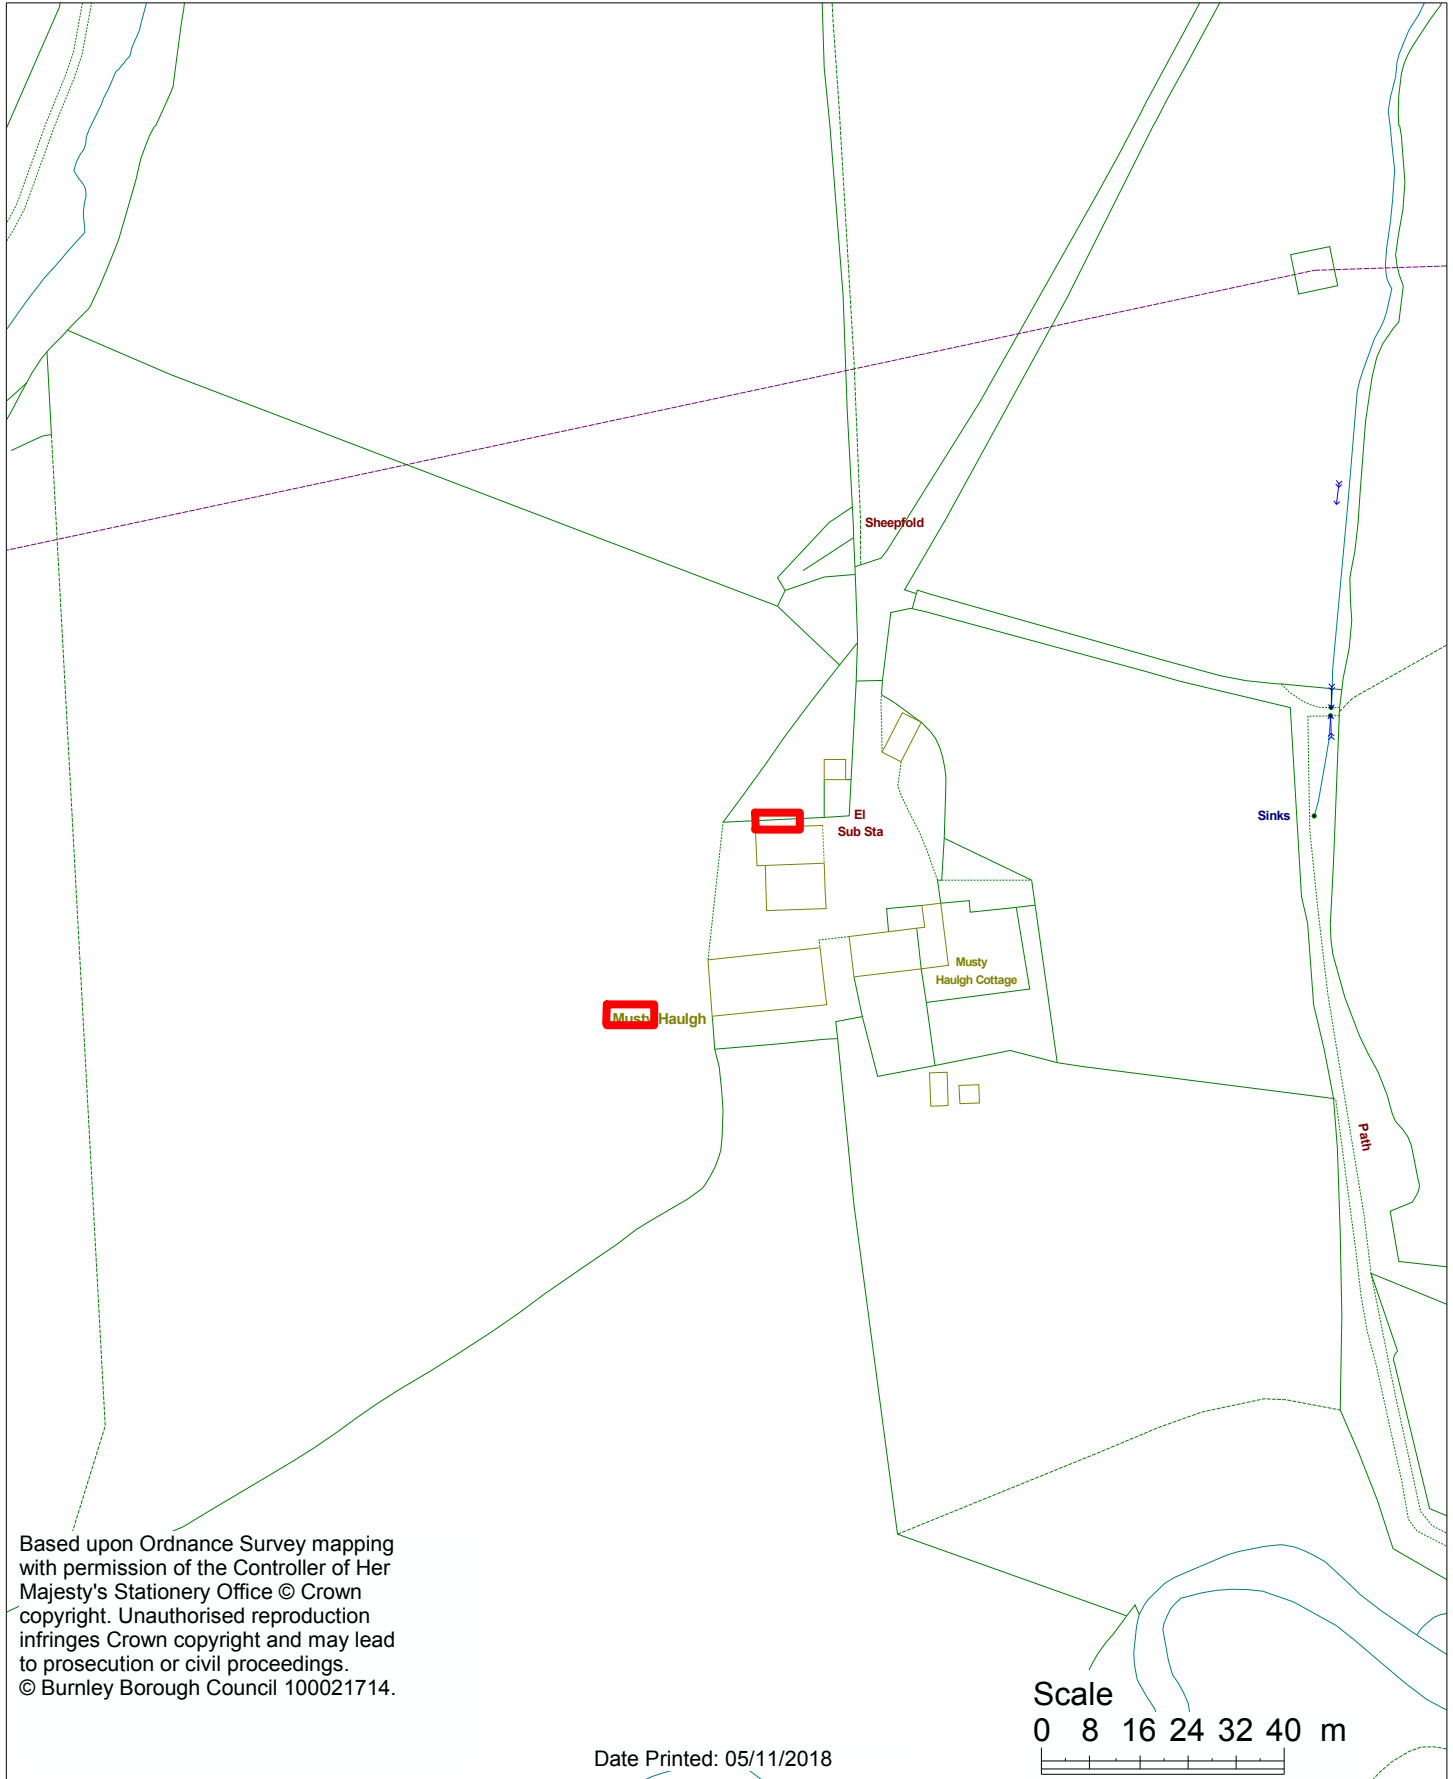 Sheepfold
El
Sub Sta
Sinks
Musty
Haulgh Cottage
Musty Haulgh
Path
Based upon Ordnance Survey mapping
with permission of the Controller of Her
Majesty's Stationery Office © Crown
copyright. Unauthorised reproduction
infringes Crown copyright and may lead
to prosecution or civil proceedings.
© Burnley Borough Council 100021714.
Scale
0 8 16 24 32 40 m
Date Printed: 05/11/2018